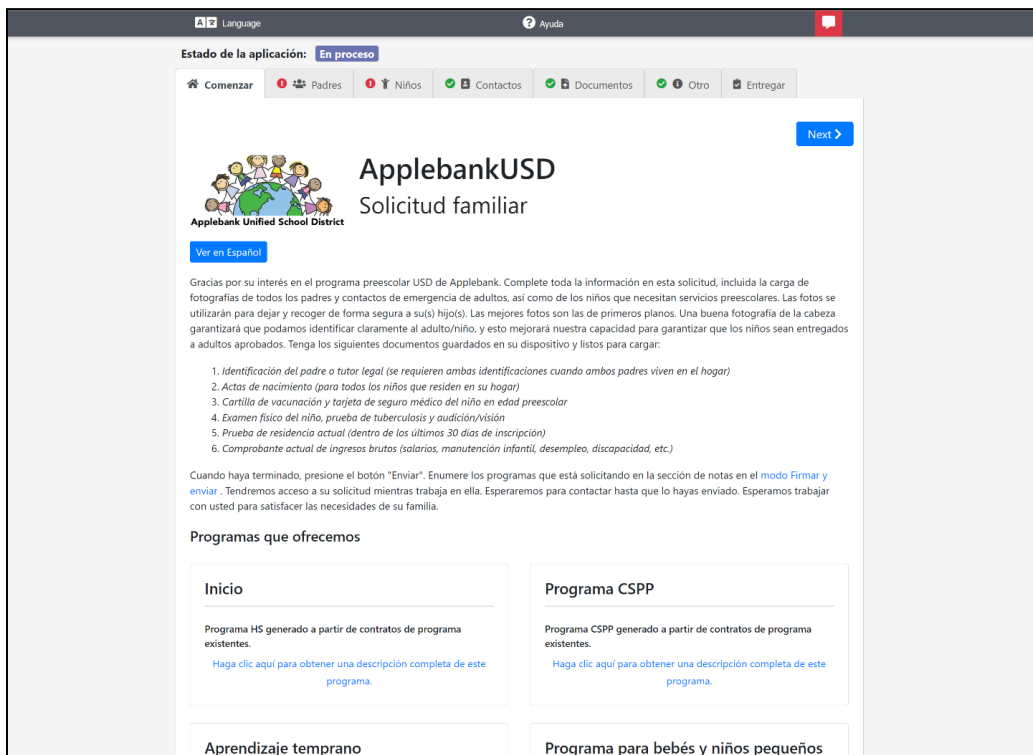 A Language
Ayuda
Estado de la aplicación: En proceso
Comenzar
Padres
Niños
Contactos
Documentos
Otro
Entregar
Next
Applebank Unified School District
ApplebankUSD
Solicitud familiar
Ver en Español
Gracias por su interés en el programa preescolar USD de Applebank. Complete toda la información en esta solicitud, incluida la carga de
fotografías de todos los padres y contactos de emergencia de adultos, así como de los niños que necesitan servicios preescolares. Las fotos se
utilizarán para dejar y recoger de forma segura a su(s) hijo(s). Las mejores fotos son las de primeros planos. Una buena fotografía de la cabeza
garantizará que podamos identificar claramente al adulto/niño, y esto mejorará nuestra capacidad para garantizar que los niños sean entregados
a adultos aprobados. Tenga los siguientes documentos guardados en su dispositivo y listos para cargar:
1. Identificación del padre o tutor legal (se requieren ambas identificaciones cuando ambos padres viven en el hogar)
2. Actas de nacimiento (para todos los niños que residen en su hogar)
3. Cartilla de vacunación y tarjeta de seguro médico del niño en edad preescolar
4. Examen físico del niño, prueba de tuberculosis y audición/visión
5. Prueba de residencia actual (dentro de los últimos 30 días de inscripción)
6. Comprobante actual de ingresos brutos (salarios, manutención infantil, desempleo, discapacidad, etc.)
Cuando haya terminado, presione el botón "Enviar". Enumere los programas que está solicitando en la sección de notas en el modo Firmar y
enviar . Tendremos acceso a su solicitud mientras trabaja en ella. Esperaremos para contactar hasta que lo hayas enviado. Esperamos trabajar
con usted para satisfacer las necesidades de su familia.
Programas que ofrecemos
Inicio
Programa HS generado a partir de contratos de programa
existentes.
Haga clic aquí para obtener una descripción completa de este
programa.
Programa CSPP
Programa CSPP generado a partir de contratos de programa
existentes.
Haga clic aquí para obtener una descripción completa de este
programa.
Aprendizaje temprano
Programa para bebés y niños pequeños